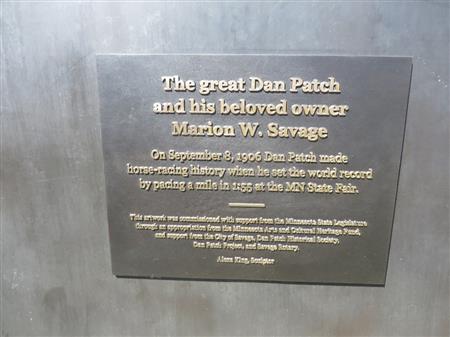 The great Dan Patch
and his beloved owner
Marion W. Savage
On September 8, 1906 Dan Patch made
horse-racing history when he set the world record
by pacing a mile in 1:55 at the MN State Fair.
This artwork was commissioned with support from the Minnesota State Legislature
through an appropriation from the Minnesota Arts and Cultural Heritage Fund,
and support from the City of Savage, Dan Patch Historical Society,
Dan Patch Project, and Savage Rotary.
Alexa King, Sculptor